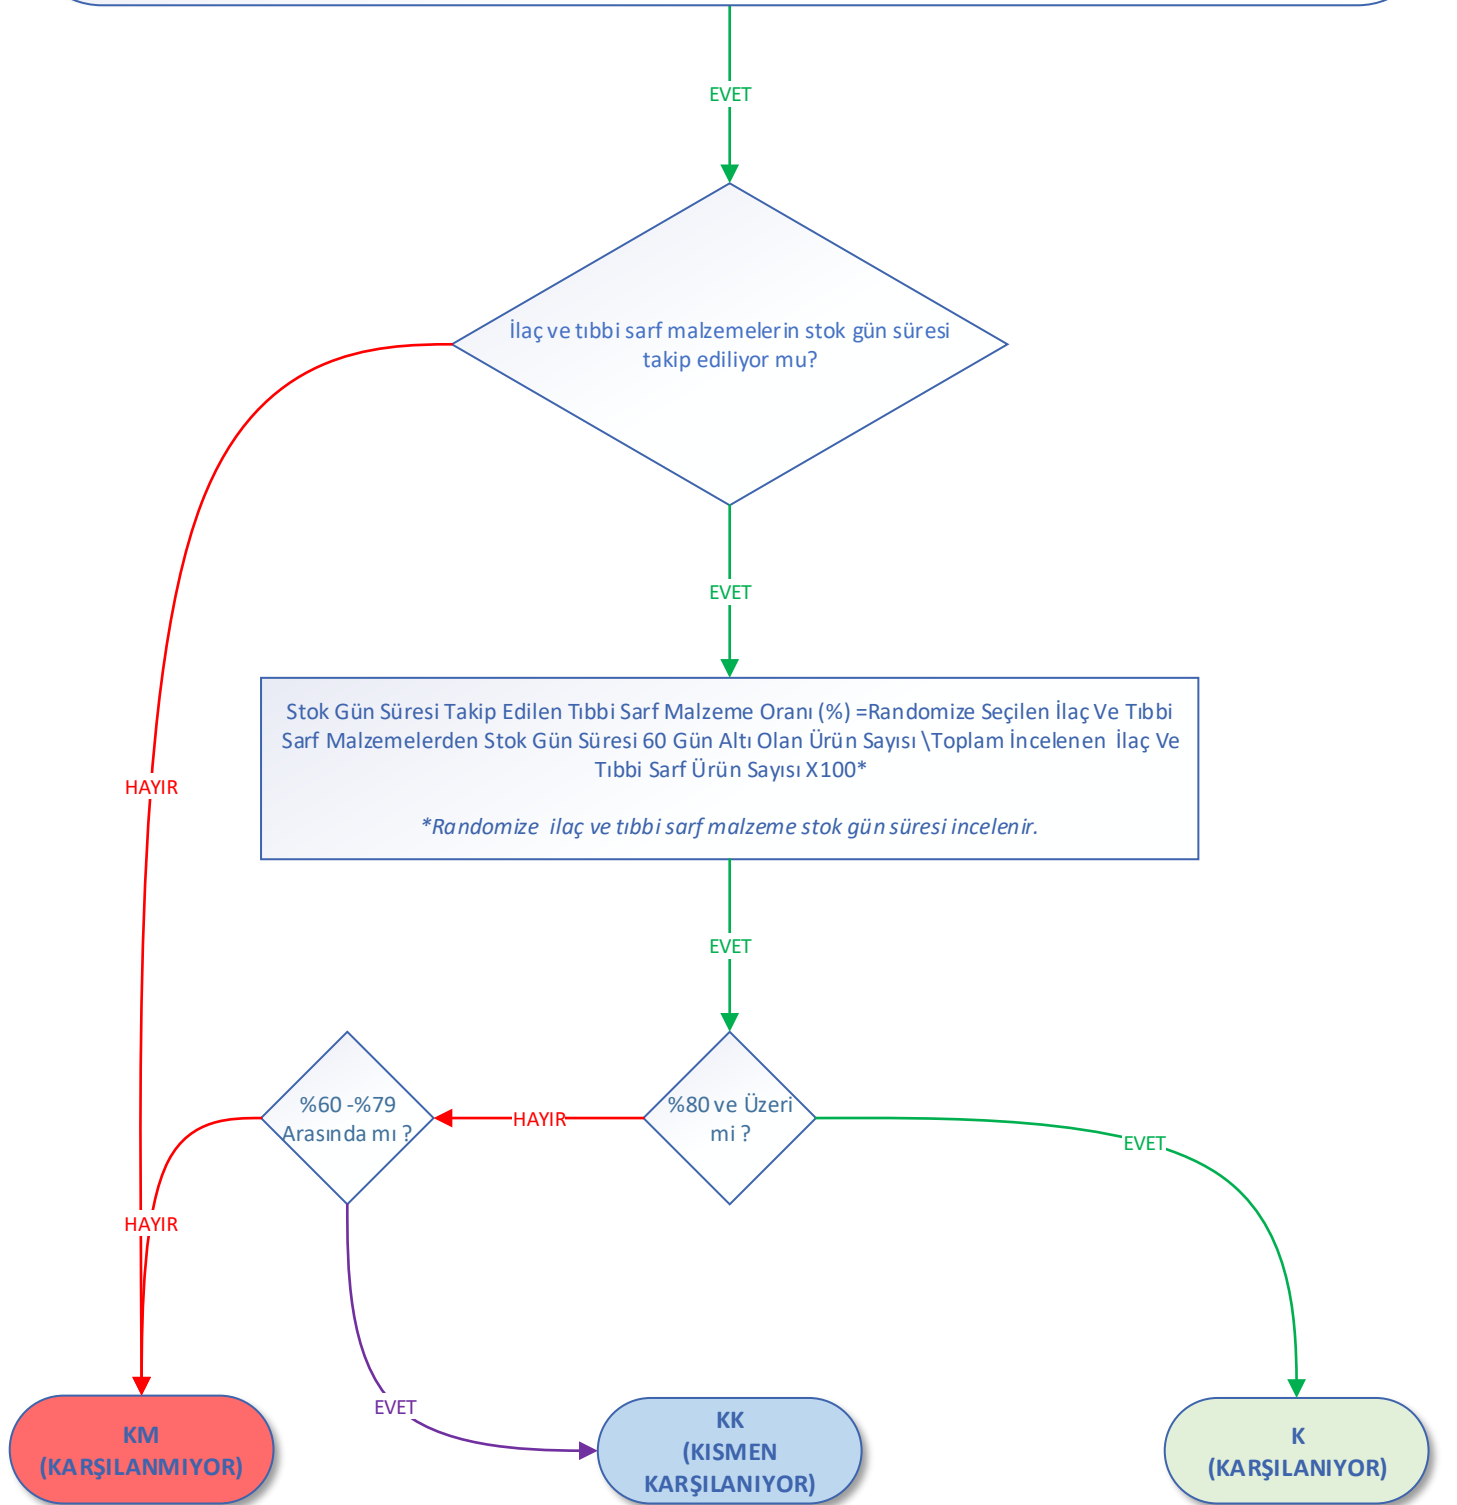 EVET
İlaç ve tıbbi sarf malzemelerin stok gün süresi
takip ediliyor mu?
EVET
Stok Gün Süresi Takip Edilen Tıbbi Sarf Malzeme Oranı (%) =Randomize Seçilen İlaç Ve Tıbbi
Sarf Malzemelerden Stok Gün Süresi 60 Gün Altı Olan Ürün Sayısı \Toplam İncelenen İlaç Ve
Tıbbi Sarf Ürün Sayısı X100*
*Randomize ilaç ve tıbbi sarf malzeme stok gün süresi incelenir.
HAYIR
EVET
%60 -%79
Arasında mı ?
HAYIR
%80 ve Üzeri
mi ?
EVET
HAYIR
EVET
KM
(KARŞILANMIYOR)
KK
(KISMEN
KARŞILANIYOR)
K
(KARŞILANIYOR)